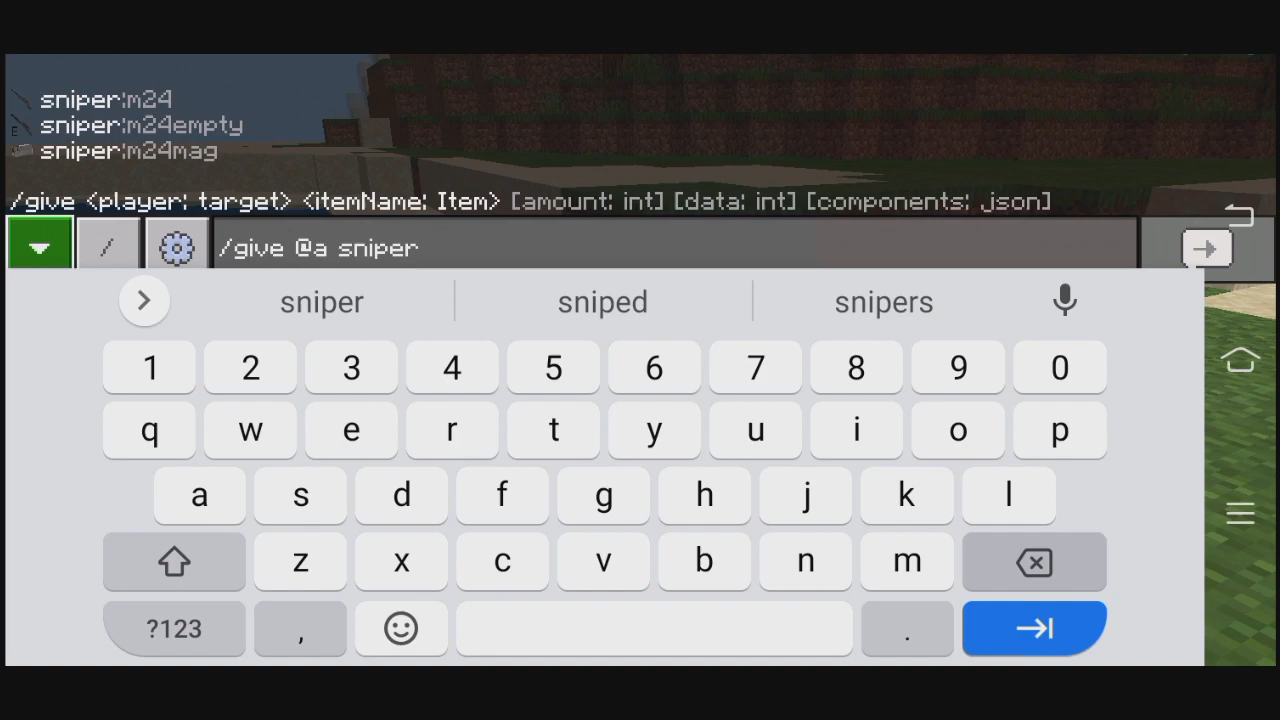 sniper:m24
E sniper:m24empty
sniper:m24mag
/give <player: target> <itemName: Item> [amount: int] [data: int] [components: json]
/ /give @a sniper
sniper sniped snipers
1 2 3 4 5 6 7 8 9 0
q w e r t y u i o p
a s d f g h j k l
z x c v b n m
?123 , .